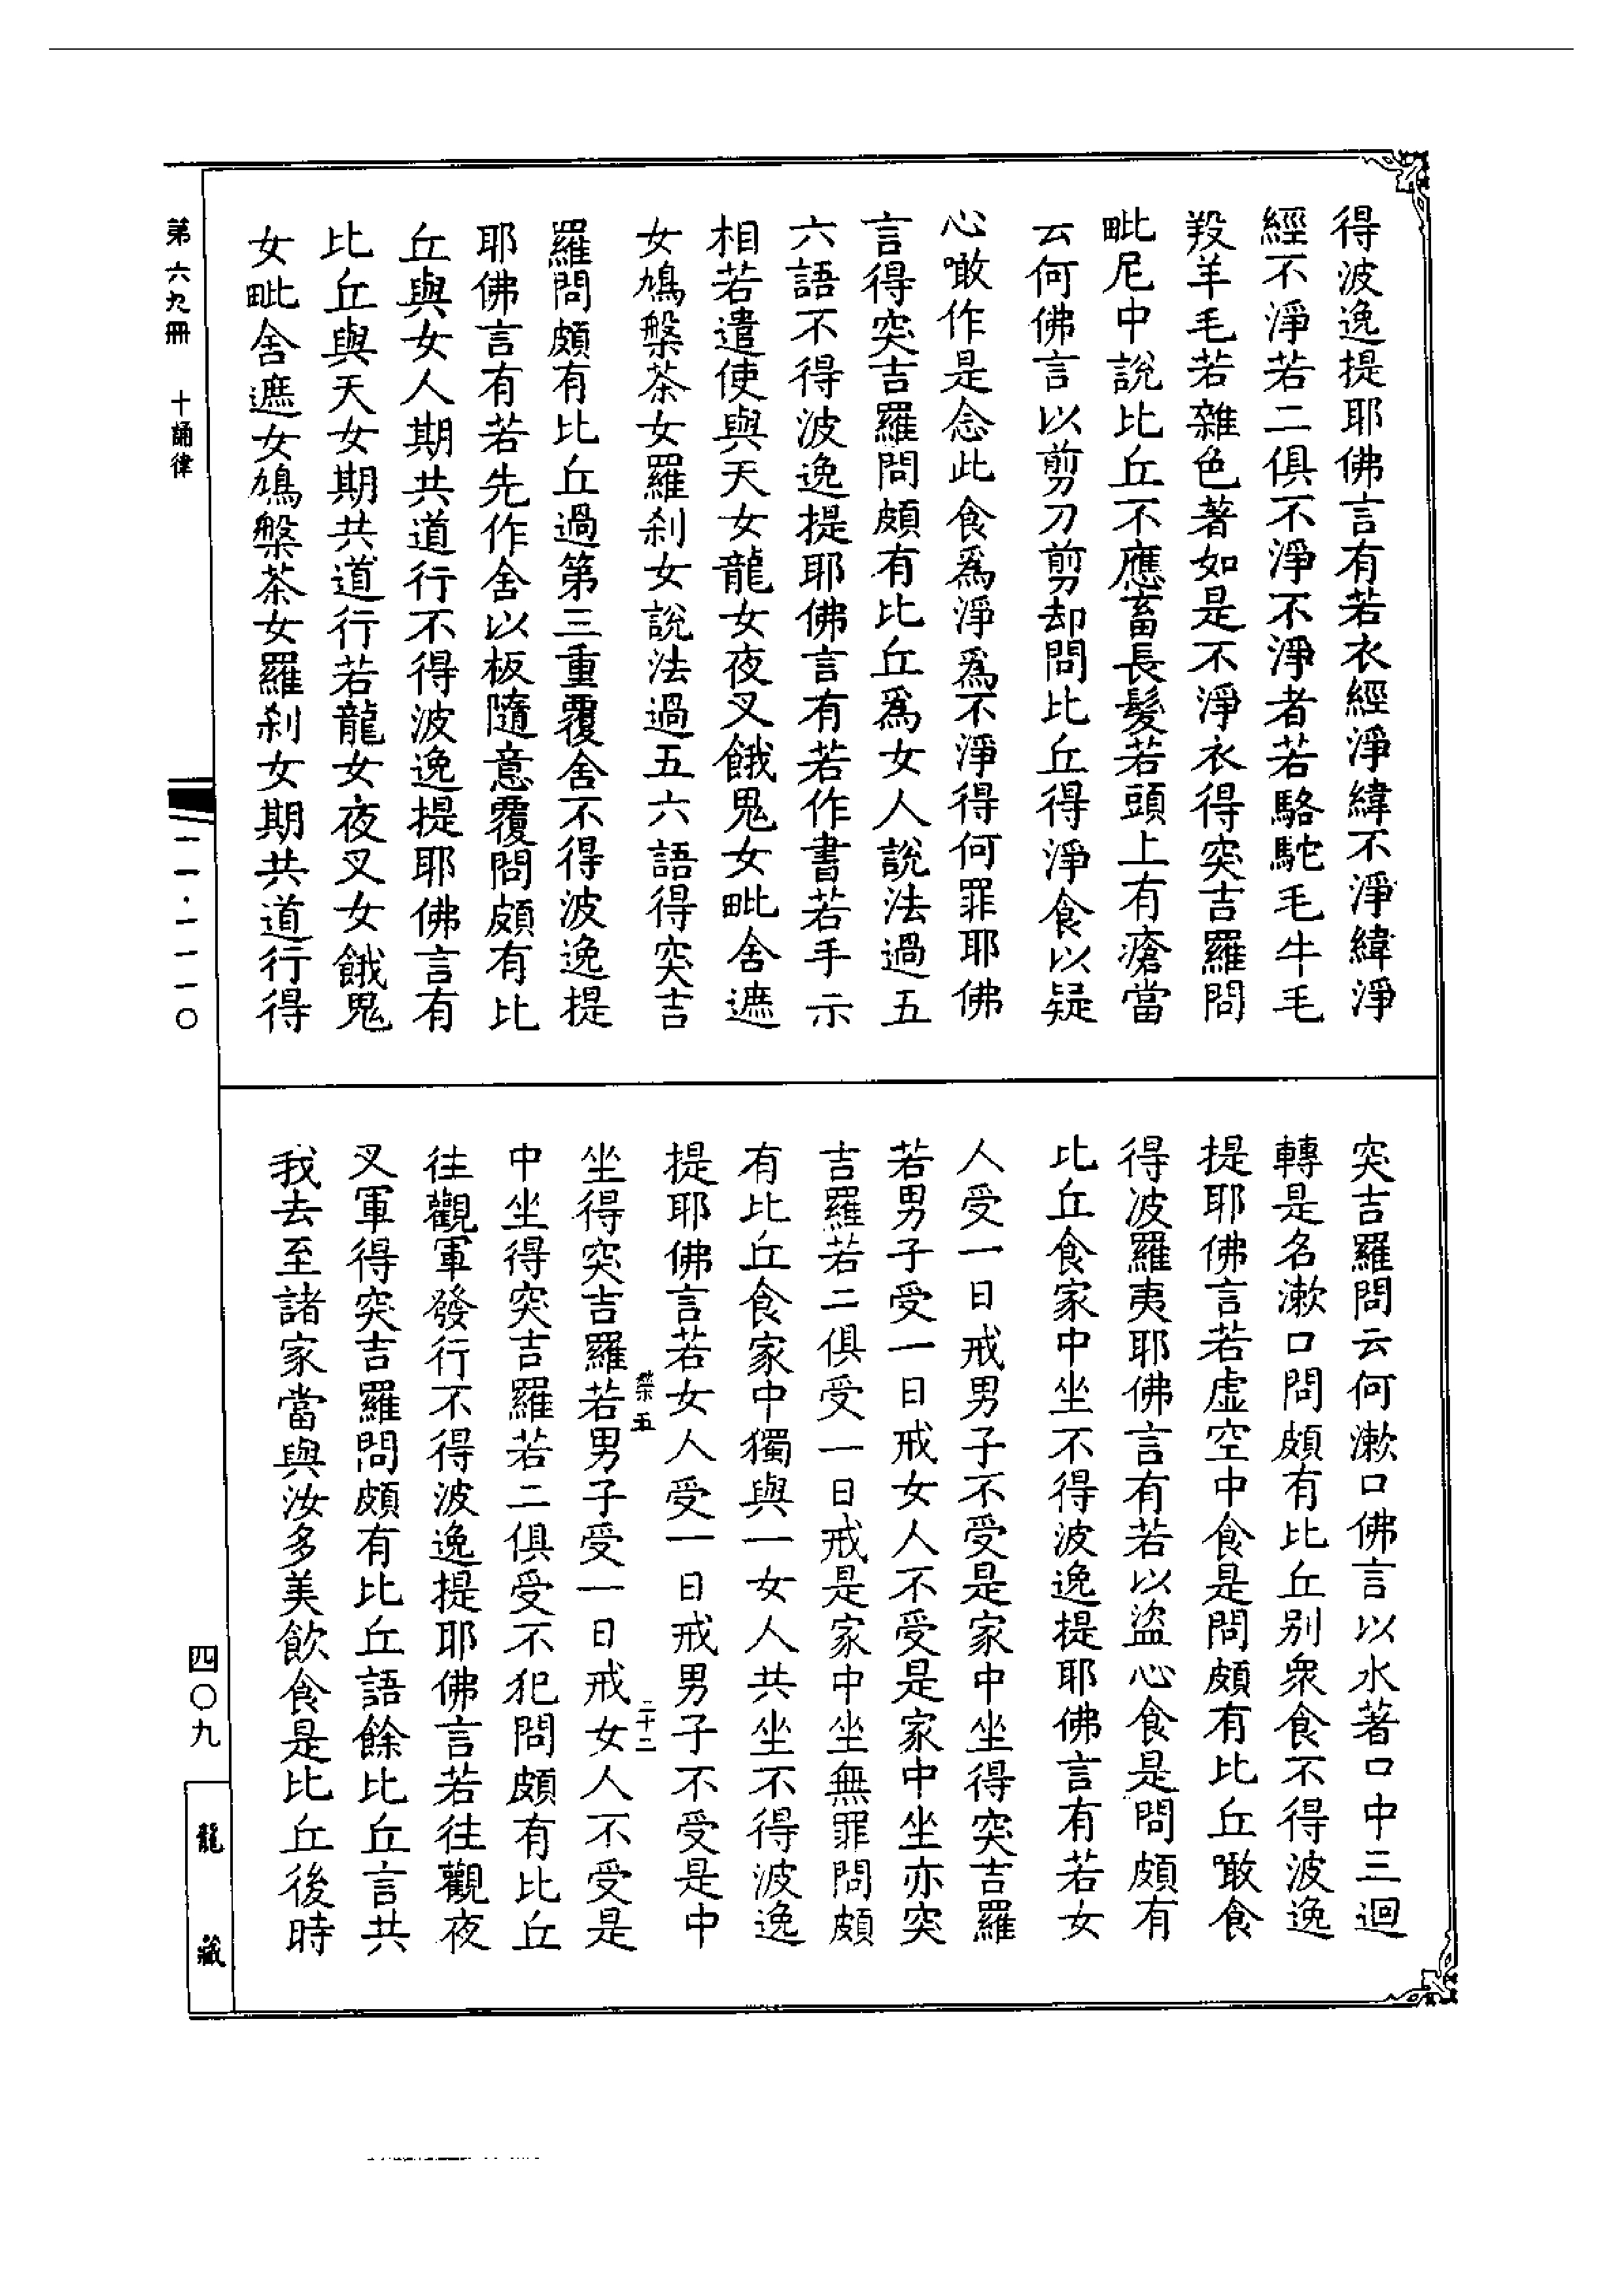 得波逸提耶佛言有若衣經淨緯不淨緯淨
經不淨若二俱不淨不淨者若駱駝毛牛毛
羖羊毛若雜色著如是不淨衣得突吉羅問
毗尼中說比丘不應畜長髮若頭上有瘡當
云何佛言以剪刀剪却問比丘得淨食以疑
心噉作是念此食爲淨爲不淨得何罪耶佛
言得突吉羅問頗有比丘爲女人說法過五
六語不得波逸提耶佛言有若作書若手示
相若遣使與天女龍女夜叉餓鬼女毗舍遮
女鳩槃茶女羅剎女說法過五六語得突吉
羅問頗有比丘過第三重覆舍不得波逸提
耶佛言有若先作舍以板隨意覆問頗有比
丘與女人期共道行不得波逸提耶佛言有
比丘與天女期共道行若龍女夜叉女餓鬼
女毗舍遮女鳩槃茶女羅剎女期共道行得
第六九冊 十誦律
一一·一一一〇
突吉羅問云何漱口佛言以水著口中三迴
轉是名漱口問頗有比丘別衆食不得波逸
提耶佛言若虛空中食是問頗有比丘噉食
得波羅夷耶佛言有若以盜心食是問頗有
比丘食家中坐不得波逸提耶佛言有若女
人受一日戒男子不受是家中坐得突吉羅
若男子受一日戒女人不受是家中坐亦突
吉羅若二俱受一日戒是家中坐無罪問頗
有比丘食家中獨與一女人共坐不得波逸
提耶佛言若女人受一日戒男子不受是中
禁五 二十二
坐得突吉羅若男子受一日戒女人不受是
中坐得突吉羅若二俱受不犯問頗有比丘
往觀軍發行不得波逸提耶佛言若往觀夜
叉軍得突吉羅問頗有比丘語餘比丘言共
我去至諸家當與汝多美飲食是比丘後時
四〇九
龍藏